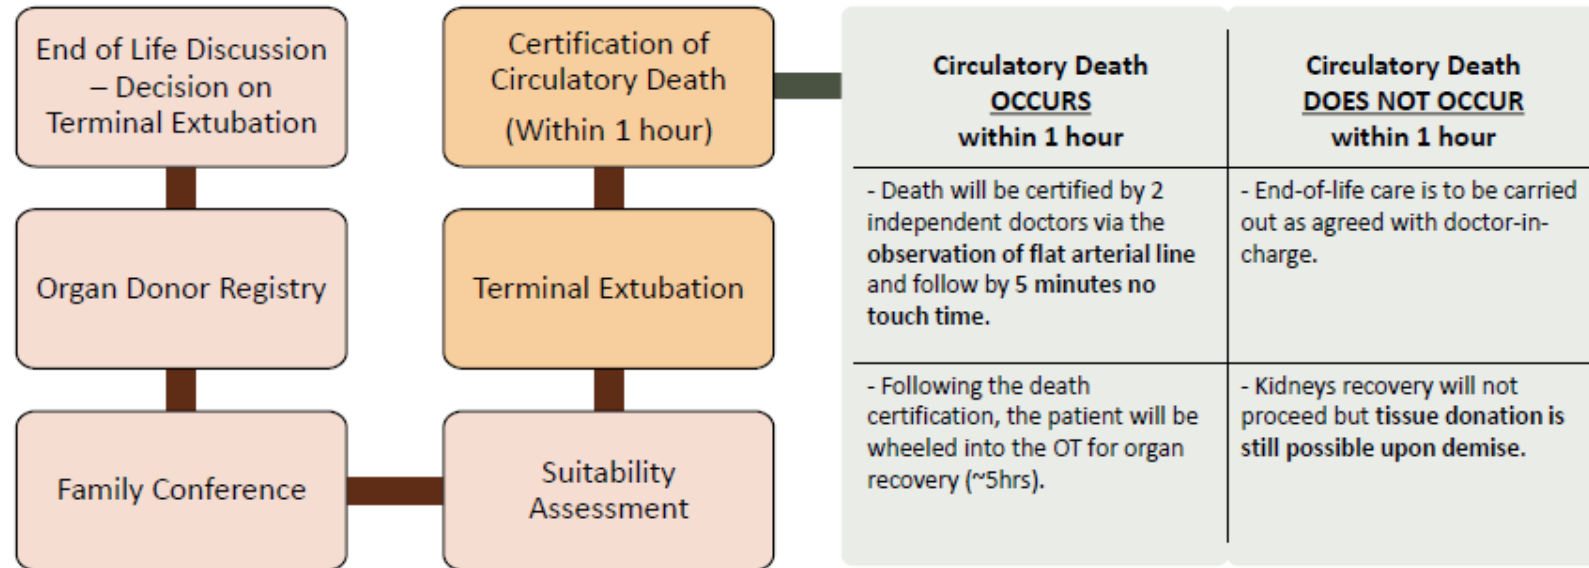 End of Life Discussion
– Decision on
Terminal Extubation
Organ Donor Registry
Family Conference
Suitability
Assessment
Terminal Extubation
Certification of
Circulatory Death
(Within 1 hour)
Circulatory Death
OCCURS
within 1 hour
- Death will be certified by 2
independent doctors via the
observation of flat arterial line
and follow by 5 minutes no
touch time.
- Following the death
certification, the patient will be
wheeled into the OT for organ
recovery (~5hrs).
Circulatory Death
DOES NOT OCCUR
within 1 hour
- End-of-life care is to be carried
out as agreed with doctor-in-
charge.
- Kidneys recovery will not
proceed but tissue donation is
still possible upon demise.